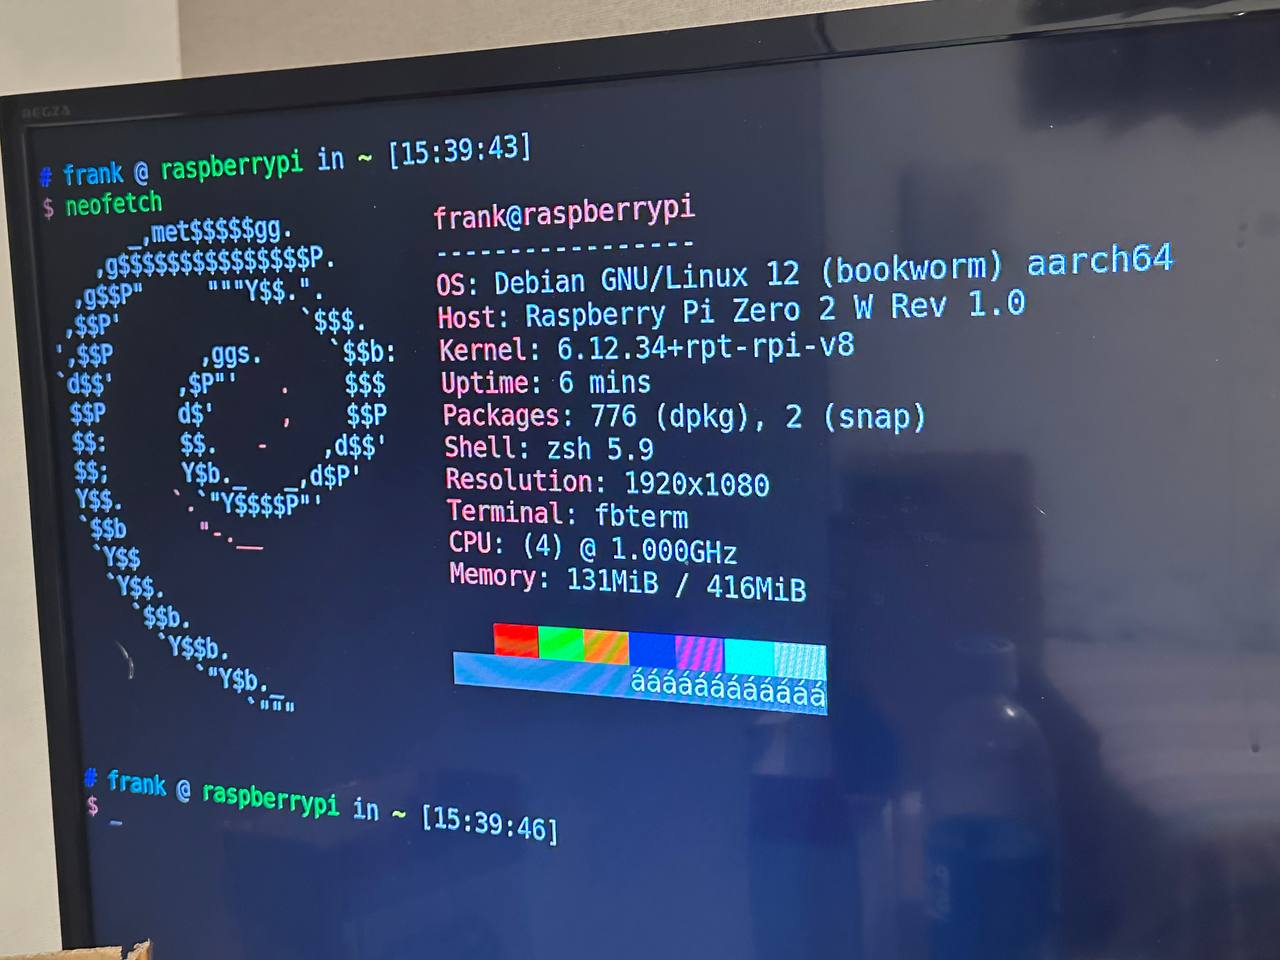 REGZA
# frank @ raspberrypi in ~ [15:39:43]
$ neofetch
_,met$$$$$gg.
,g$$$$$$$$$$$$$$$P.
,g$$P" """Y$$.".
,$$P' `$$$.
',$$P ,ggs. `$$b:
`d$$' ,$P"' . $$$
$$P d$' , $$P
$$: $$. - ,d$$'
$$; Y$b._ _,d$P'
Y$$. `.`"Y$$$$P"'
`$$b "-.__
`Y$$
`Y$$.
`$$b.
`Y$$b.
`"Y$b._
`"""
frank@raspberrypi
-----------------
OS: Debian GNU/Linux 12 (bookworm) aarch64
Host: Raspberry Pi Zero 2 W Rev 1.0
Kernel: 6.12.34+rpt-rpi-v8
Uptime: 6 mins
Packages: 776 (dpkg), 2 (snap)
Shell: zsh 5.9
Resolution: 1920x1080
Terminal: fbterm
CPU: (4) @ 1.000GHz
Memory: 131MiB / 416MiB
áááááááááááá
# frank @ raspberrypi in ~ [15:39:46]
$ _